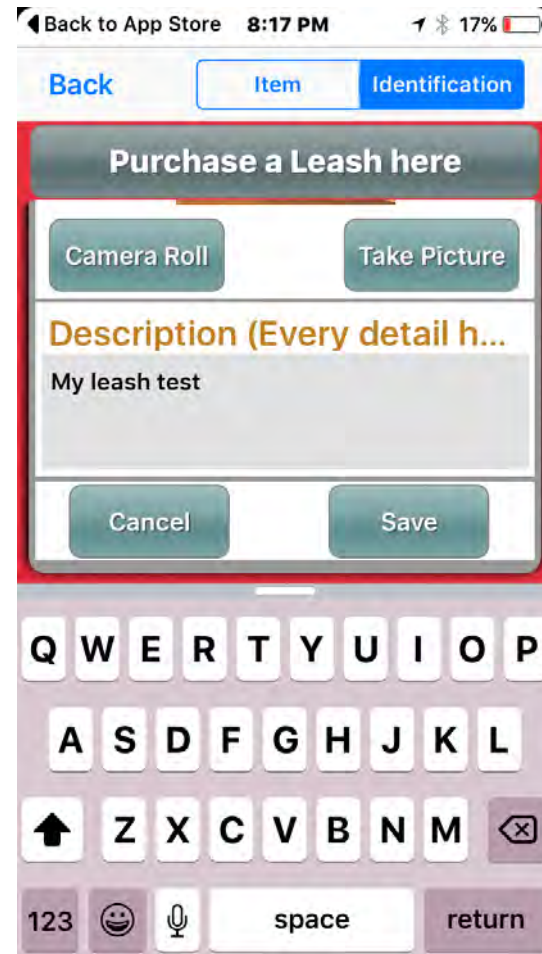 Back to App Store 8:17 PM 17%
Back Item Identification
Purchase a Leash here
Camera Roll Take Picture
Description (Every detail h...
My leash test
Cancel Save
Q W E R T Y U I O P
A S D F G H J K L
Z X C V B N M
123 space return